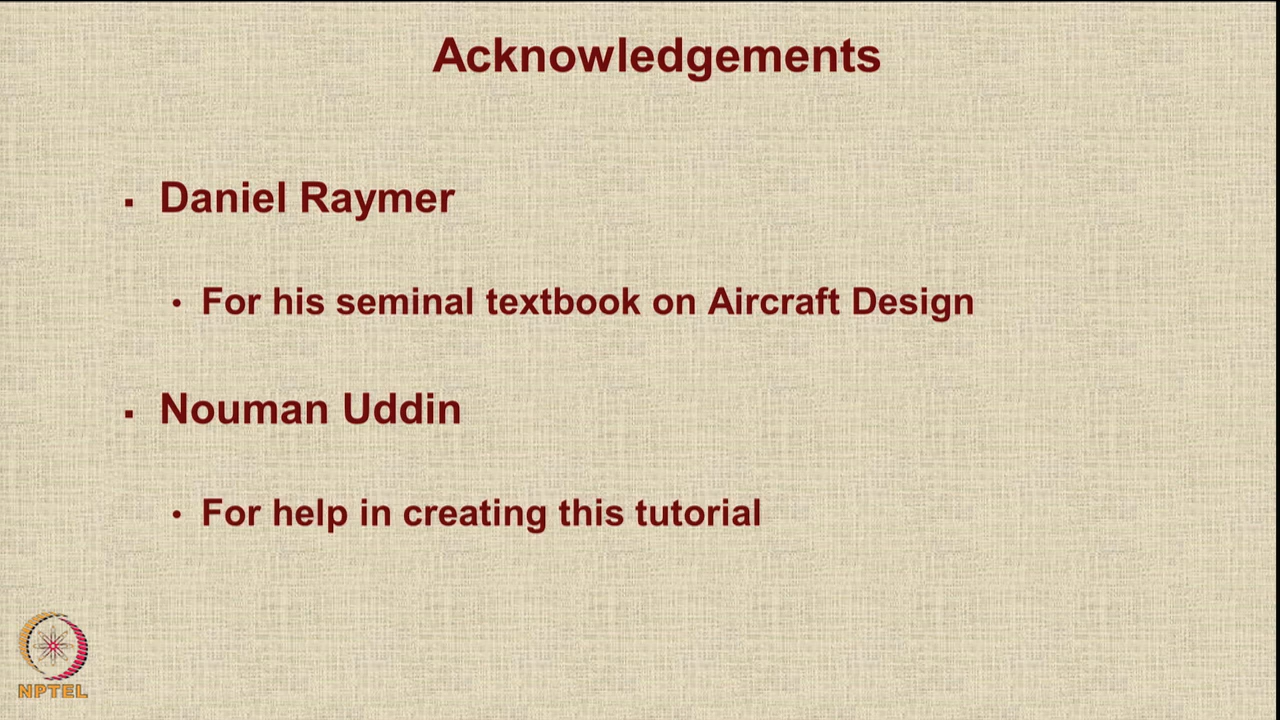 Acknowledgements
▪ Daniel Raymer
• For his seminal textbook on Aircraft Design
▪ Nouman Uddin
• For help in creating this tutorial
NPTEL